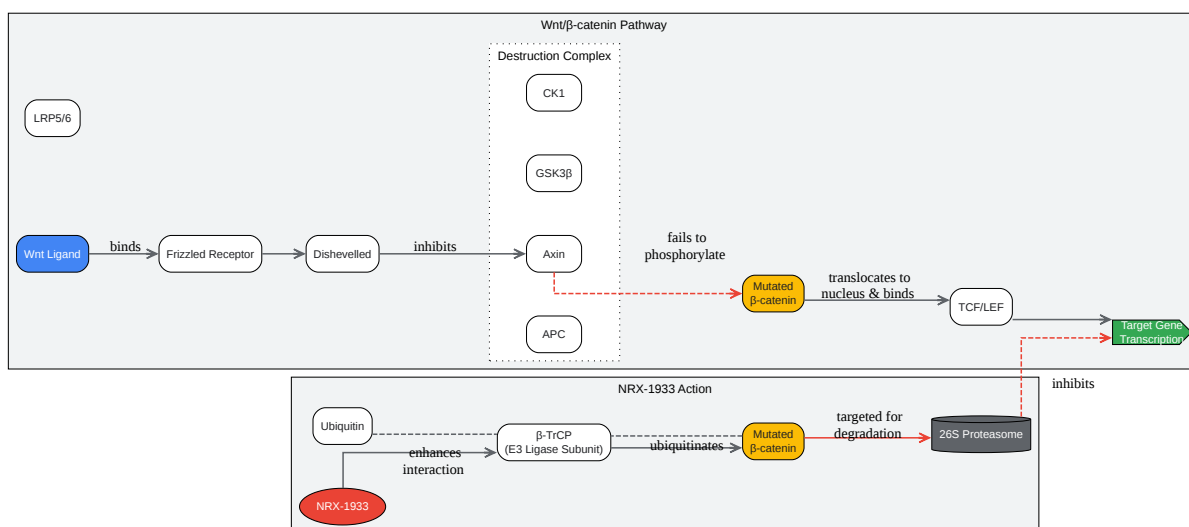 Wnt/β-catenin Pathway
Destruction Complex
CK1
LRP5/6
GSK3β
Wnt Ligand
binds
Frizzled Receptor
Dishevelled
inhibits
Axin
fails to
phosphorylate
Mutated
β-catenin
translocates to
nucleus & binds
TCF/LEF
APC
Target Gene
Transcription
NRX-1933 Action
inhibits
Ubiquitin
β-TrCP
(E3 Ligase Subunit)
enhances
interaction
ubiquitinates
Mutated
β-catenin
targeted for
degradation
26S Proteasome
NRX-1933